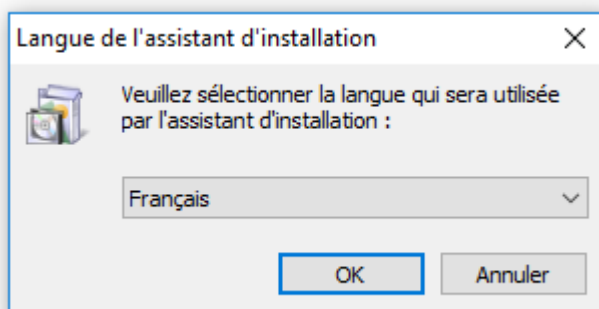 Langue de l'assistant d'installation
Veuillez sélectionner la langue qui sera utilisée
par l'assistant d'installation :
Français
OK
Annuler